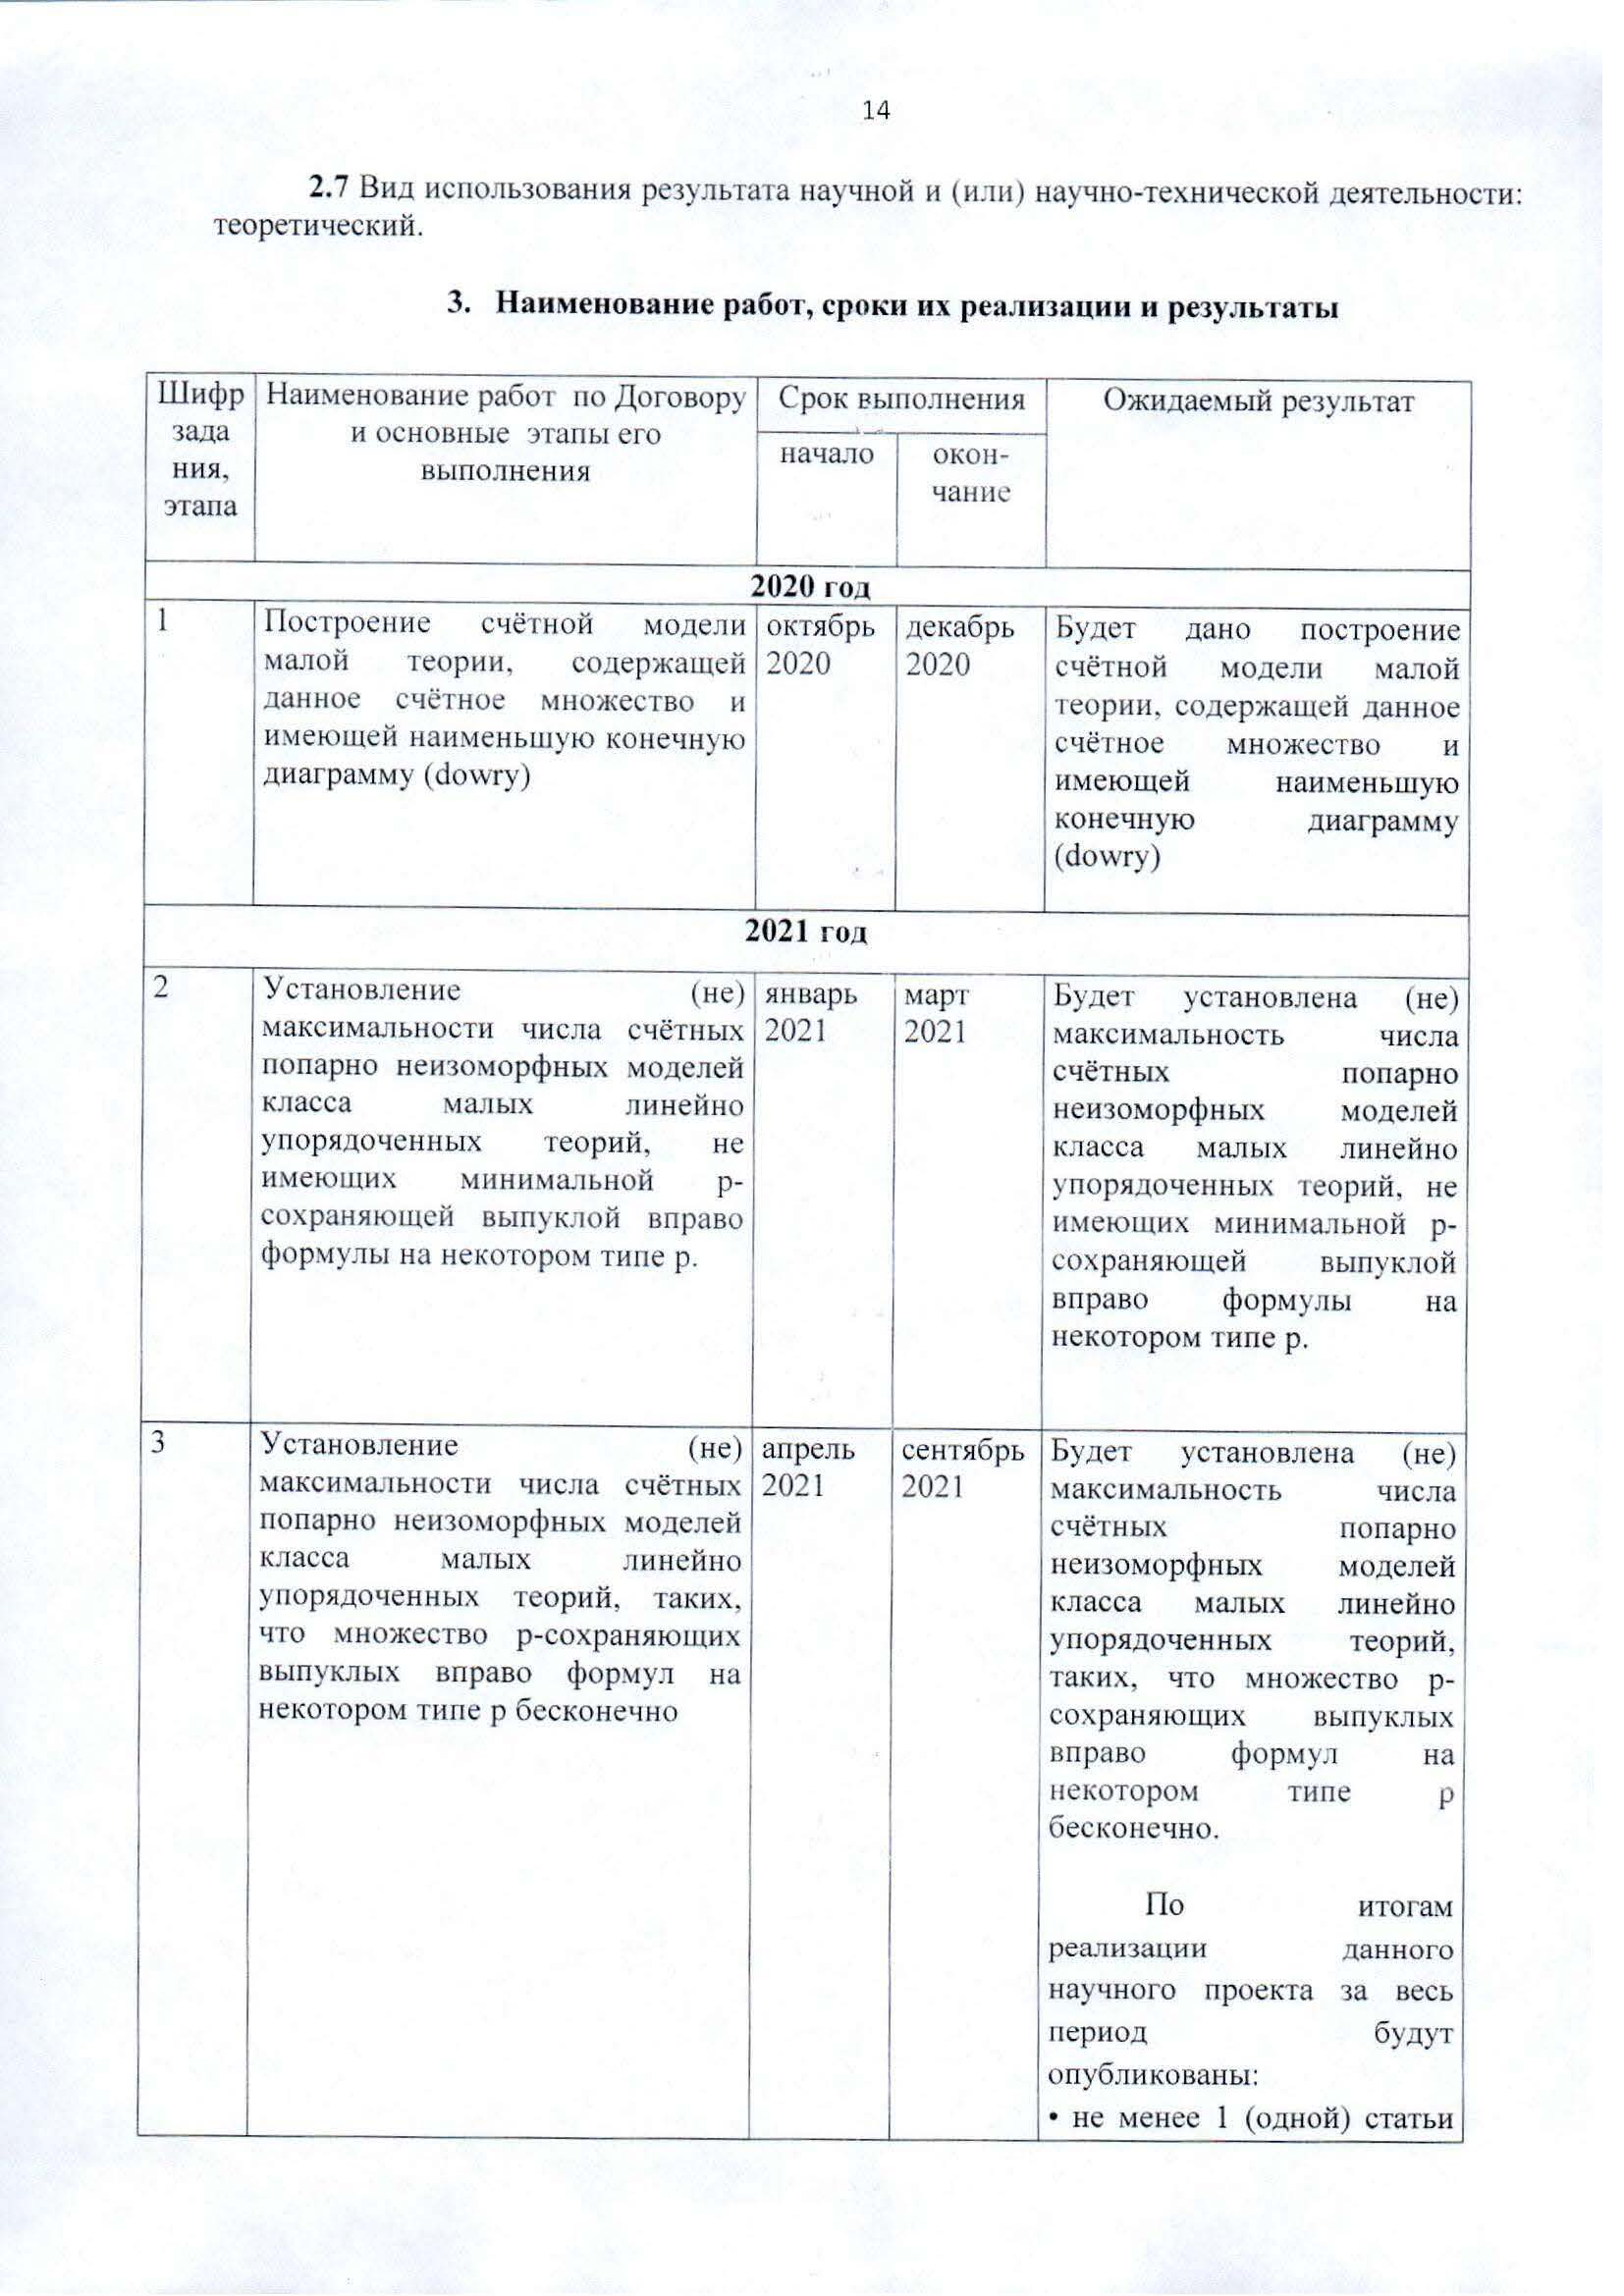 14
2.7 Вид использования результата научной и (или) научно-технической деятельности:
теоретический.
3. Наименование работ, сроки их реализации и результаты
Шифр
зада
ния,
этапа
Наименование работ по Договору
и основные этапы его
выполнения
Срок выполнения
начало
окон-
чание
Ожидаемый результат
2020 год
1
Построение счётной модели
малой теории, содержащей
данное счётное множество и
имеющей наименьшую конечную
диаграмму (dowry)
октябрь
2020
декабрь
2020
Будет дано построение
счётной модели малой
теории, содержащей данное
счётное множество и
имеющей наименьшую
конечную диаграмму
(dowry)
2021 год
2
Установление (не)
максимальности числа счётных
попарно неизоморфных моделей
класса малых линейно
упорядоченных теорий, не
имеющих минимальной р-
сохраняющей выпуклой вправо
формулы на некотором типе р.
январь
2021
март
2021
Будет установлена (не)
максимальность числа
счётных попарно
неизоморфных моделей
класса малых линейно
упорядоченных теорий, не
имеющих минимальной р-
сохраняющей выпуклой
вправо формулы на
некотором типе р.
3
Установление (не)
максимальности числа счётных
попарно неизоморфных моделей
класса малых линейно
упорядоченных теорий, таких,
что множество р-сохраняющих
выпуклых вправо формул на
некотором типе р бесконечно
апрель
2021
сентябрь
2021
Будет установлена (не)
максимальность числа
счётных попарно
неизоморфных моделей
класса малых линейно
упорядоченных теорий,
таких, что множество р-
сохраняющих выпуклых
вправо формул на
некотором типе р
бесконечно.
По итогам
реализации данного
научного проекта за весь
период будут
опубликованы:
• не менее 1 (одной) статьи